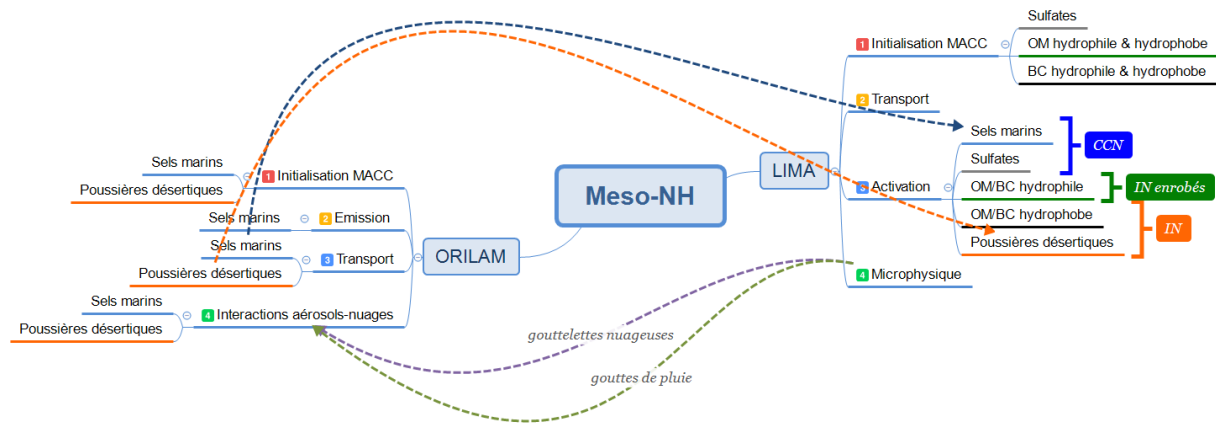 Meso-NH
LIMA
1 Initialisation MACC
Sulfates
OM hydrophile & hydrophobe
BC hydrophile & hydrophobe
2 Transport
3 Activation
Sels marins
Sulfates
OM/BC hydrophile
OM/BC hydrophobe
Poussières désertiques
CCN
IN enrobés
IN
4 Microphysique
ORILAM
1 Initialisation MACC
Sels marins
Poussières désertiques
2 Emission
Sels marins
3 Transport
Sels marins
Poussières désertiques
4 Interactions aérosols-nuages
Sels marins
Poussières désertiques
gouttelettes nuageuses
gouttes de pluie